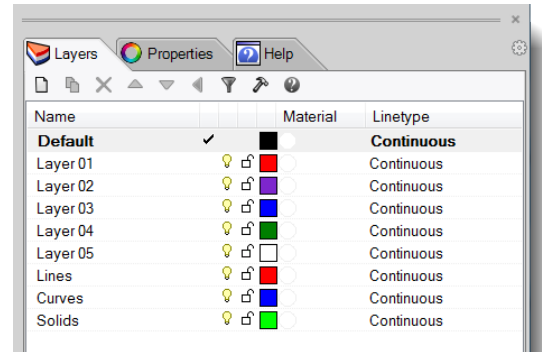 Layers Properties Help
Name Material Linetype
Default Continuous
Layer 01 Continuous
Layer 02 Continuous
Layer 03 Continuous
Layer 04 Continuous
Layer 05 Continuous
Lines Continuous
Curves Continuous
Solids Continuous